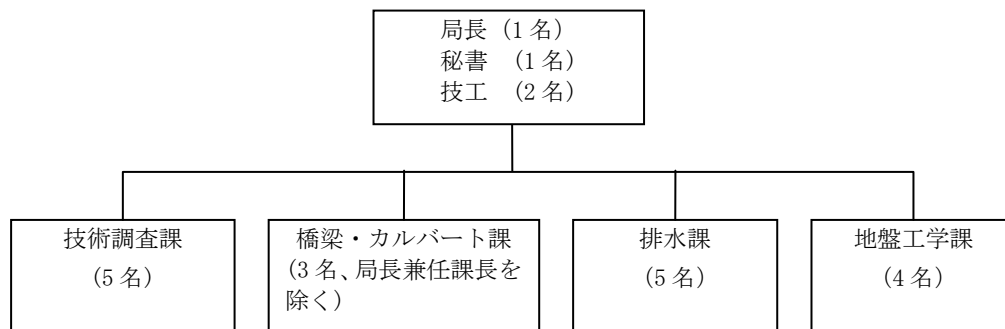 局長（1 名）
秘書　（1 名）
技工　（2 名）
技術調査課
（5 名）
橋梁・カルバート課
（3 名、局長兼任課長を
除く）
排水課
（5 名）
地盤工学課
（4 名）